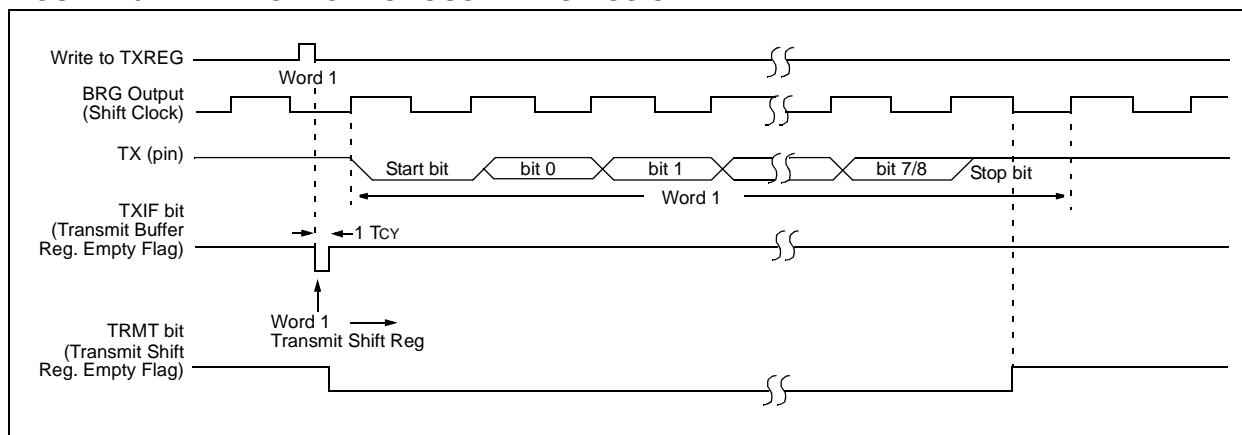 Write to TXREG
Word 1
BRG Output
(Shift Clock)
TX (pin)
Start bit
bit 0
bit 1
bit 7/8
Stop bit
Word 1
TXIF bit
(Transmit Buffer
Reg. Empty Flag)
1 TCY
Word 1
Transmit Shift Reg
TRMT bit
(Transmit Shift
Reg. Empty Flag)